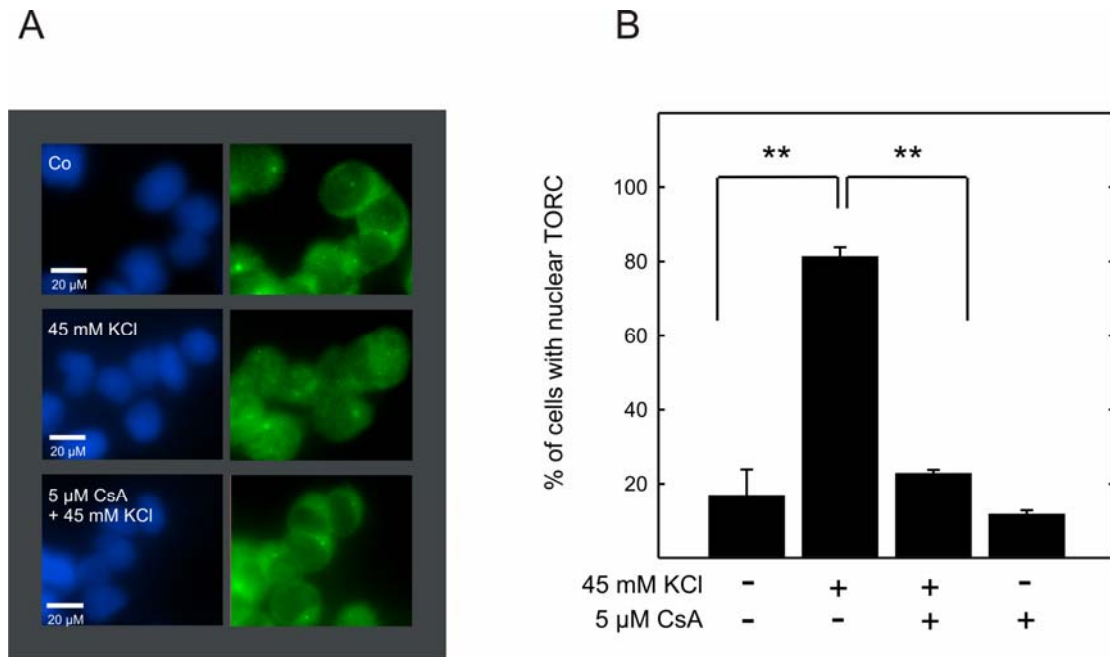 A
Co
20 µM
45 mM KCl
20 µM
5 µM CsA
+ 45 mM KCl
20 µM
B
% of cells with nuclear TORC
100
80
60
40
20
** **
45 mM KCl - + + -
5 µM CsA - - + +